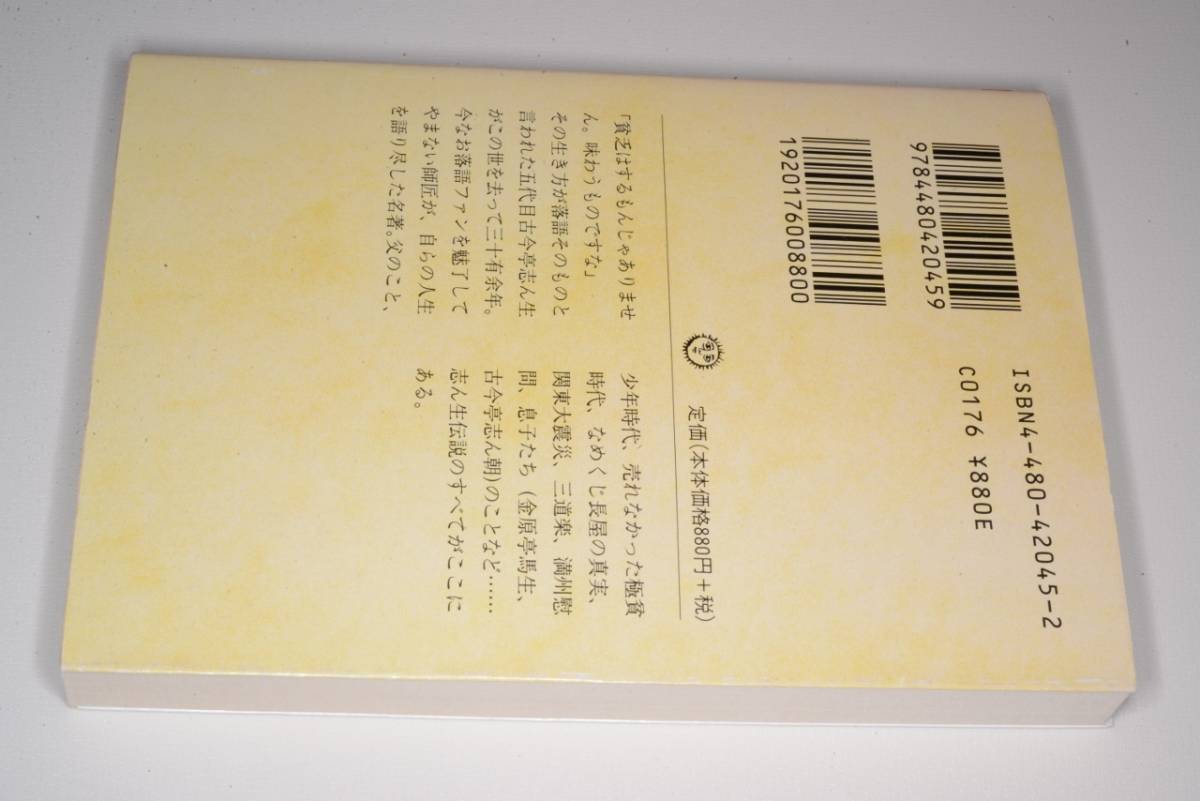 9784480420459
1920176008800
ISBN4-480-42045-2
C0176 ¥880E
定価(本体価格880円+税)
「貧乏はするもんじゃありませ
ん。味わうものですな」
その生き方が落語そのものと
言われた五代目古今亭志ん生
がこの世を去って三十有余年。
今なお落語ファンを魅了して
やまない師匠が、自らの人生
を語り尽した名著。父のこと、
少年時代、売れなかった極貧
時代、なめくじ長屋の真実、
関東大震災、三道楽、満州慰
問、息子たち(金原亭馬生、
古今亭志ん朝)のことなど……
志ん生伝説のすべてがここに
ある。